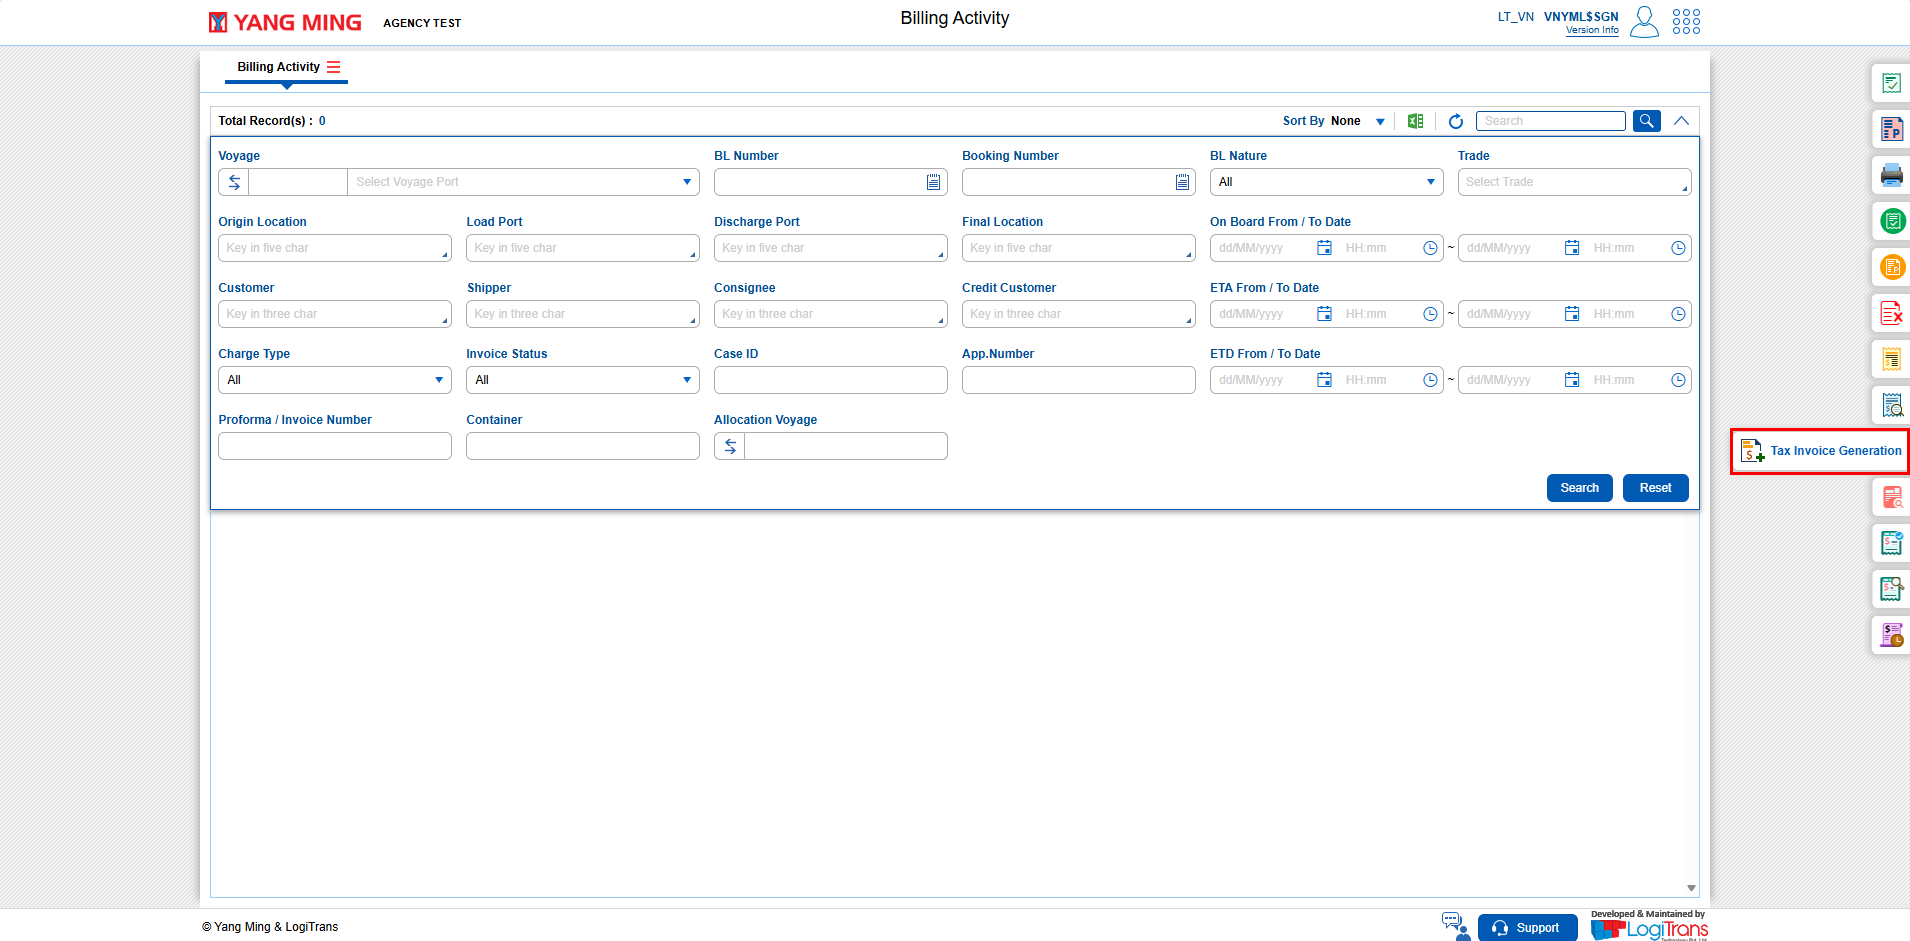 YANG MING AGENCY TEST
Billing Activity
LT_VN VNYML$SGN
Version Info
Billing Activity
Total Record(s) : 0
Sort By None
Search
Voyage BL Number Booking Number BL Nature Trade
Select Voyage Port All Select Trade
Origin Location Load Port Discharge Port Final Location On Board From / To Date
Key in five char Key in five char Key in five char Key in five char dd/MM/yyyy HH:mm ~ dd/MM/yyyy HH:mm
Customer Shipper Consignee Credit Customer ETA From / To Date
Key in three char Key in three char Key in three char Key in three char dd/MM/yyyy HH:mm ~ dd/MM/yyyy HH:mm
Charge Type Invoice Status Case ID App.Number ETD From / To Date
All All dd/MM/yyyy HH:mm ~ dd/MM/yyyy HH:mm
Proforma / Invoice Number Container Allocation Voyage
Tax Invoice Generation
Search Reset
© Yang Ming & LogiTrans
Support
Developed & Maintained by
LogiTrans
Technology Pvt. Ltd